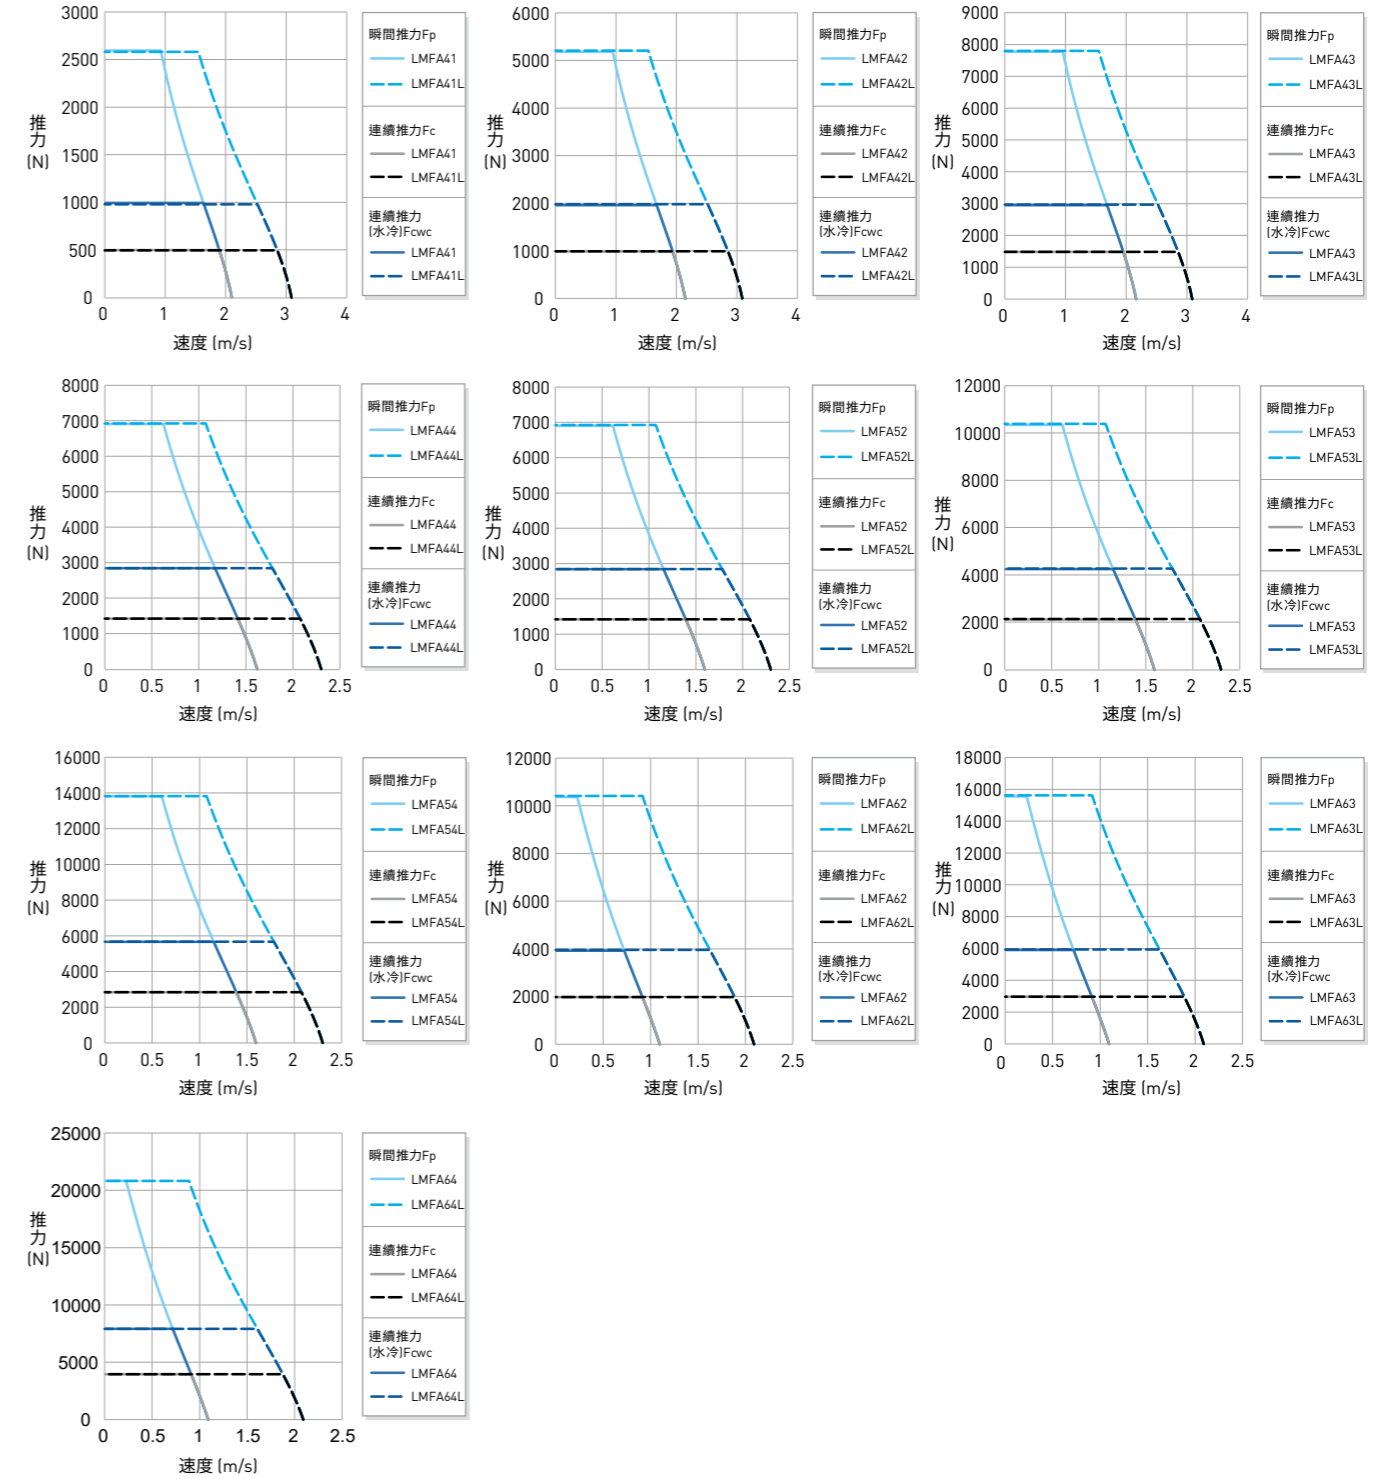 3000
2500
2000
1500
1000
500
0
0 1 2 3 4
推力
(N)
速度 (m/s)
瞬間推力Fp
LMFA41
LMFA41L
連續推力Fc
LMFA41
LMFA41L
連續推力
(水冷)Fcwc
LMFA41
LMFA41L
6000
5000
4000
3000
2000
1000
0
0 1 2 3 4
推力
(N)
速度 (m/s)
瞬間推力Fp
LMFA42
LMFA42L
連續推力Fc
LMFA42
LMFA42L
連續推力
(水冷)Fcwc
LMFA42
LMFA42L
9000
8000
7000
6000
5000
4000
3000
2000
1000
0
0 1 2 3 4
推力
(N)
速度 (m/s)
瞬間推力Fp
LMFA43
LMFA43L
連續推力Fc
LMFA43
LMFA43L
連續推力
(水冷)Fcwc
LMFA43
LMFA43L
8000
7000
6000
5000
4000
3000
2000
1000
0
0 0.5 1 1.5 2 2.5
推力
(N)
速度 (m/s)
瞬間推力Fp
LMFA44
LMFA44L
連續推力Fc
LMFA44
LMFA44L
連續推力
(水冷)Fcwc
LMFA44
LMFA44L
8000
7000
6000
5000
4000
3000
2000
1000
0
0 0.5 1 1.5 2 2.5
推力
(N)
速度 (m/s)
瞬間推力Fp
LMFA52
LMFA52L
連續推力Fc
LMFA52
LMFA52L
連續推力
(水冷)Fcwc
LMFA52
LMFA52L
12000
10000
8000
6000
4000
2000
0
0 0.5 1 1.5 2 2.5
推力
(N)
速度 (m/s)
瞬間推力Fp
LMFA53
LMFA53L
連續推力Fc
LMFA53
LMFA53L
連續推力
(水冷)Fcwc
LMFA53
LMFA53L
16000
14000
12000
10000
8000
6000
4000
2000
0
0 0.5 1 1.5 2 2.5
推力
(N)
速度 (m/s)
瞬間推力Fp
LMFA54
LMFA54L
連續推力Fc
LMFA54
LMFA54L
連續推力
(水冷)Fcwc
LMFA54
LMFA54L
12000
10000
8000
6000
4000
2000
0
0 0.5 1 1.5 2 2.5
推力
(N)
速度 (m/s)
瞬間推力Fp
LMFA62
LMFA62L
連續推力Fc
LMFA62
LMFA62L
連續推力
(水冷)Fcwc
LMFA62
LMFA62L
18000
16000
14000
12000
10000
8000
6000
4000
2000
0
0 0.5 1 1.5 2 2.5
推力
(N)
速度 (m/s)
瞬間推力Fp
LMFA63
LMFA63L
連續推力Fc
LMFA63
LMFA63L
連續推力
(水冷)Fcwc
LMFA63
LMFA63L
25000
20000
15000
10000
5000
0
0 0.5 1 1.5 2 2.5
推力
(N)
速度 (m/s)
瞬間推力Fp
LMFA64
LMFA64L
連續推力Fc
LMFA64
LMFA64L
連續推力
(水冷)Fcwc
LMFA64
LMFA64L